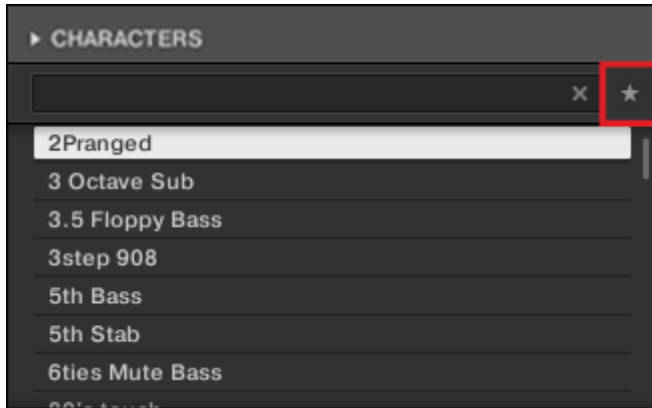 CHARACTERS
2Pranged
3 Octave Sub
3.5 Floppy Bass
3step 908
5th Bass
5th Stab
6ties Mute Bass